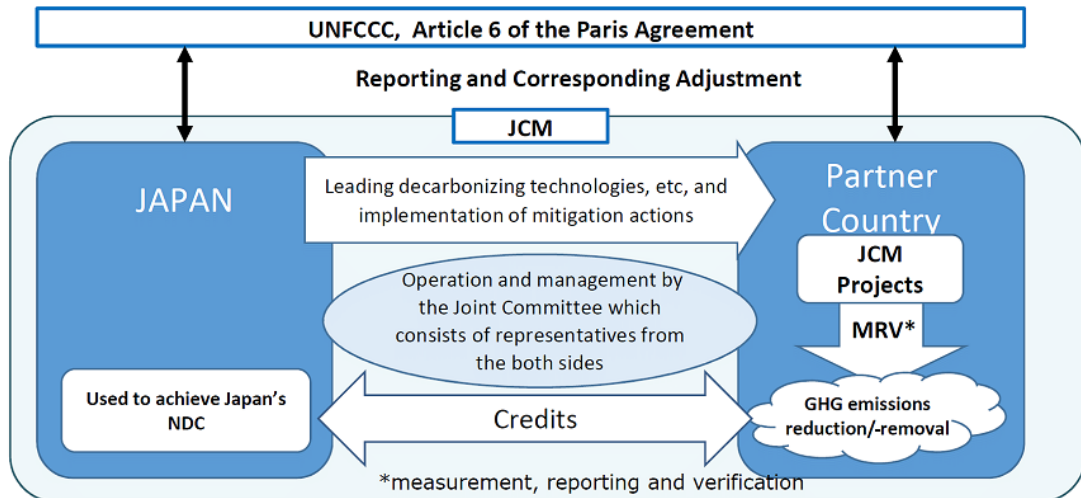 UNFCCC, Article 6 of the Paris Agreement
Reporting and Corresponding Adjustment
JCM
JAPAN
Leading decarbonizing technologies, etc, and
implementation of mitigation actions
Partner
Country
JCM
Projects
Operation and management by
the Joint Committee which
consists of representatives from
the both sides
MRV*
Used to achieve Japan's
NDC
Credits
GHG emissions
reduction/-removal
*measurement, reporting and verification